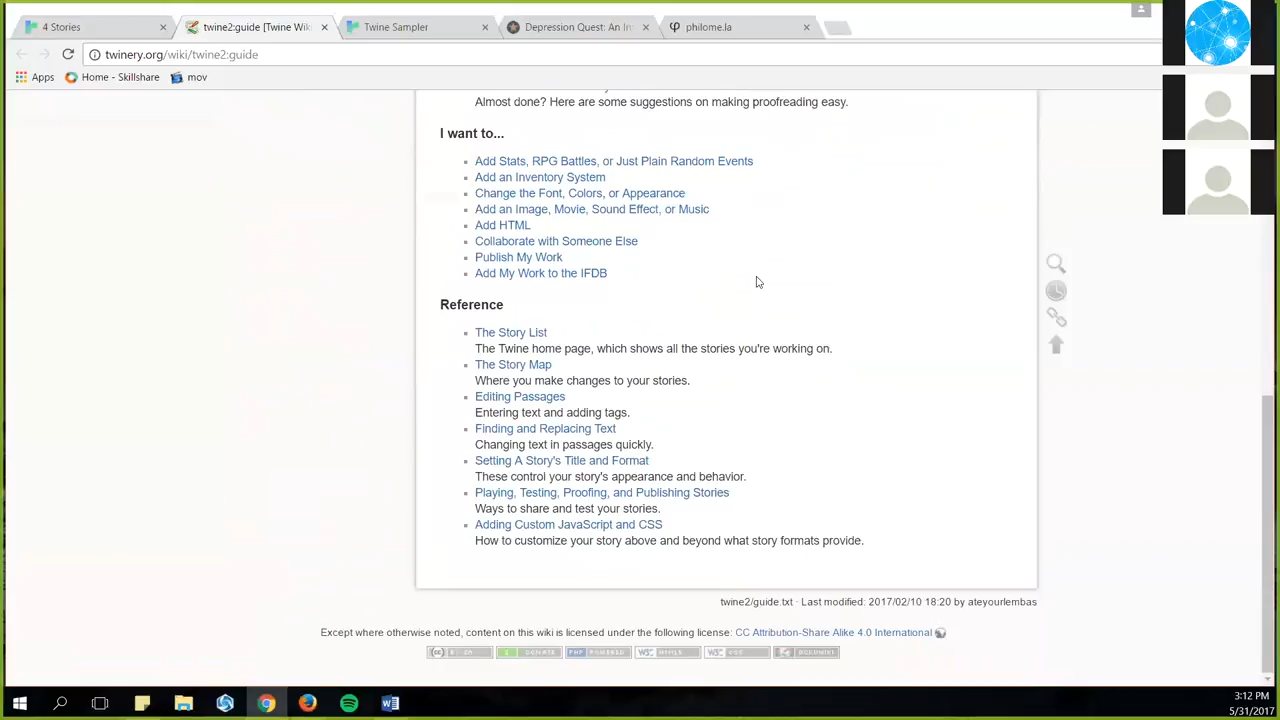 4 Stories
twine2:guide [Twine Wik
Twine Sampler
Depression Quest: An In
philome.la
twinery.org/wiki/twine2:guide
Apps
Home - Skillshare
mov
Almost done? Here are some suggestions on making proofreading easy.
I want to...
Add Stats, RPG Battles, or Just Plain Random Events
Add an Inventory System
Change the Font, Colors, or Appearance
Add an Image, Movie, Sound Effect, or Music
Add HTML
Collaborate with Someone Else
Publish My Work
Add My Work to the IFDB
Reference
The Story List
The Twine home page, which shows all the stories you're working on.
The Story Map
Where you make changes to your stories.
Editing Passages
Entering text and adding tags.
Finding and Replacing Text
Changing text in passages quickly.
Setting A Story's Title and Format
These control your story's appearance and behavior.
Playing, Testing, Proofing, and Publishing Stories
Ways to share and test your stories.
Adding Custom JavaScript and CSS
How to customize your story above and beyond what story formats provide.
twine2/guide.txt · Last modified: 2017/02/10 18:20 by ateyourlembas
Except where otherwise noted, content on this wiki is licensed under the following license: CC Attribution-Share Alike 4.0 International
DONATE
PHP POWERED
W3C HTML5
W3C CSS
DOKUWIKI
3:12 PM
5/31/2017